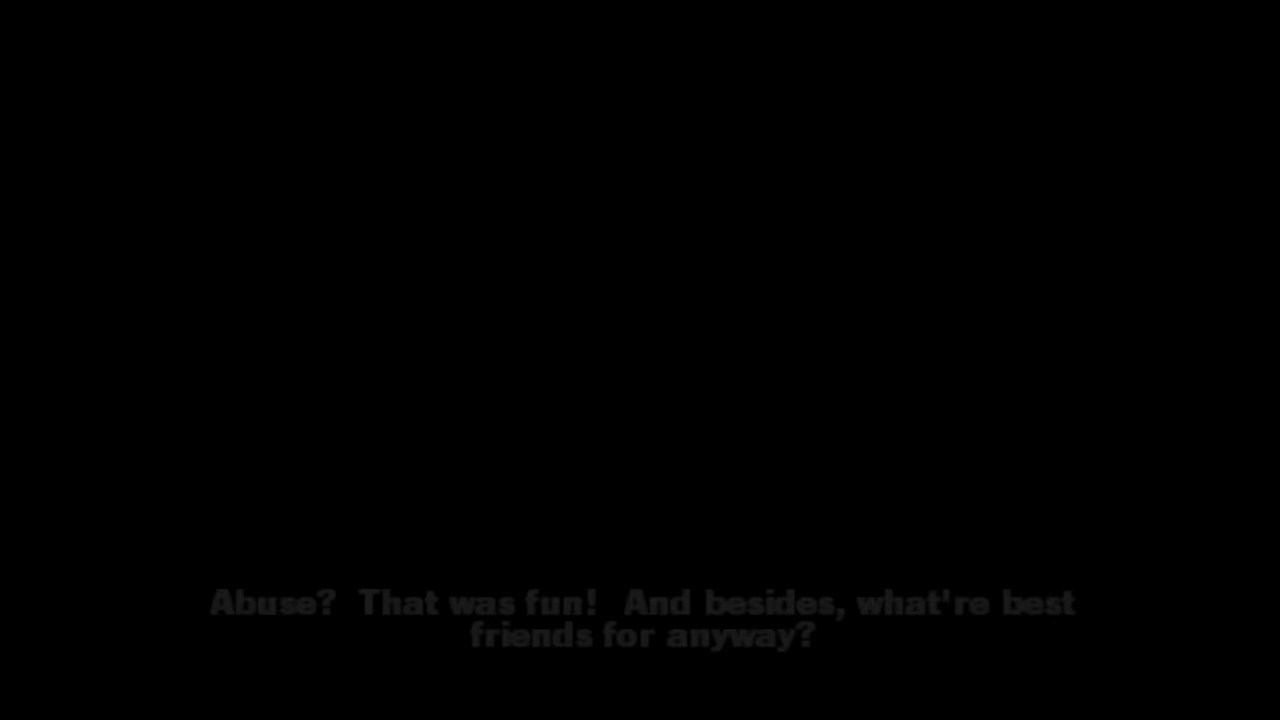 Abuse?  That was fun!  And besides, what're best
friends for anyway?